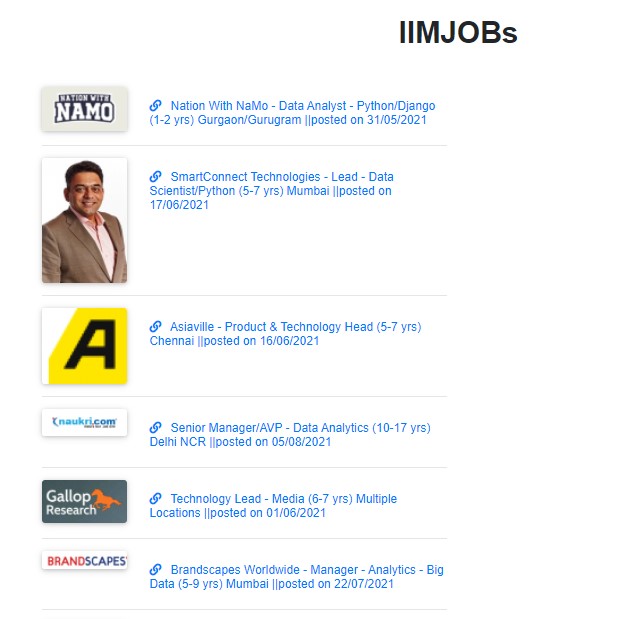 IIMJOBs
NATION WITH
NAMO
Nation With NaMo - Data Analyst - Python/Django
(1-2 yrs) Gurgaon/Gurugram ||posted on 31/05/2021
SmartConnect Technologies - Lead - Data
Scientist/Python (5-7 yrs) Mumbai ||posted on
17/06/2021
A
Asiaville - Product & Technology Head (5-7 yrs)
Chennai ||posted on 16/06/2021
naukri.com
Senior Manager/AVP - Data Analytics (10-17 yrs)
Delhi NCR ||posted on 05/08/2021
Gallop
Research
Technology Lead - Media (6-7 yrs) Multiple
Locations ||posted on 01/06/2021
BRANDSCAPES
Brandscapes Worldwide - Manager - Analytics - Big
Data (5-9 yrs) Mumbai ||posted on 22/07/2021